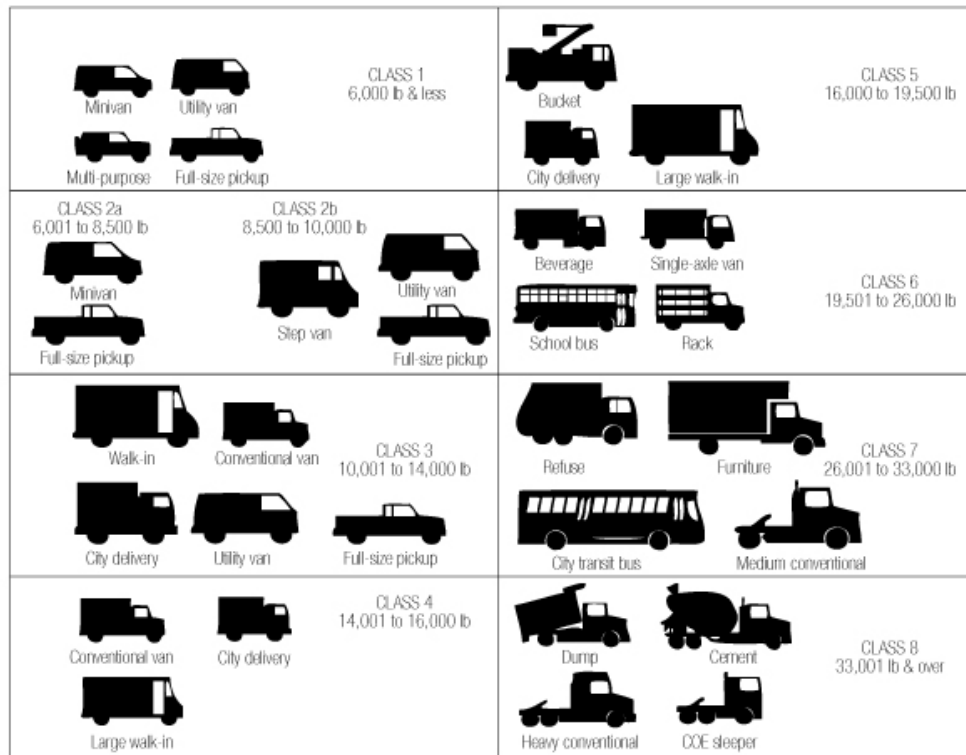 CLASS 1
6,000 lb & less
Minivan
Utility van
Multi-purpose
Full-size pickup
CLASS 2a
6,001 to 8,500 lb
Minivan
Full-size pickup
CLASS 2b
8,500 to 10,000 lb
Step van
Utility van
Full-size pickup
Walk-in
Conventional van
CLASS 3
10,001 to 14,000 lb
City delivery
Utility van
Full-size pickup
CLASS 4
14,001 to 16,000 lb
Conventional van
City delivery
Large walk-in
CLASS 5
16,000 to 19,500 lb
Bucket
City delivery
Large walk-in
Beverage
Single-axle van
CLASS 6
19,501 to 26,000 lb
School bus
Rack
Refuse
Furniture
CLASS 7
26,001 to 33,000 lb
City transit bus
Medium conventional
Dump
Cement
CLASS 8
33,001 lb & over
Heavy conventional
COE sleeper